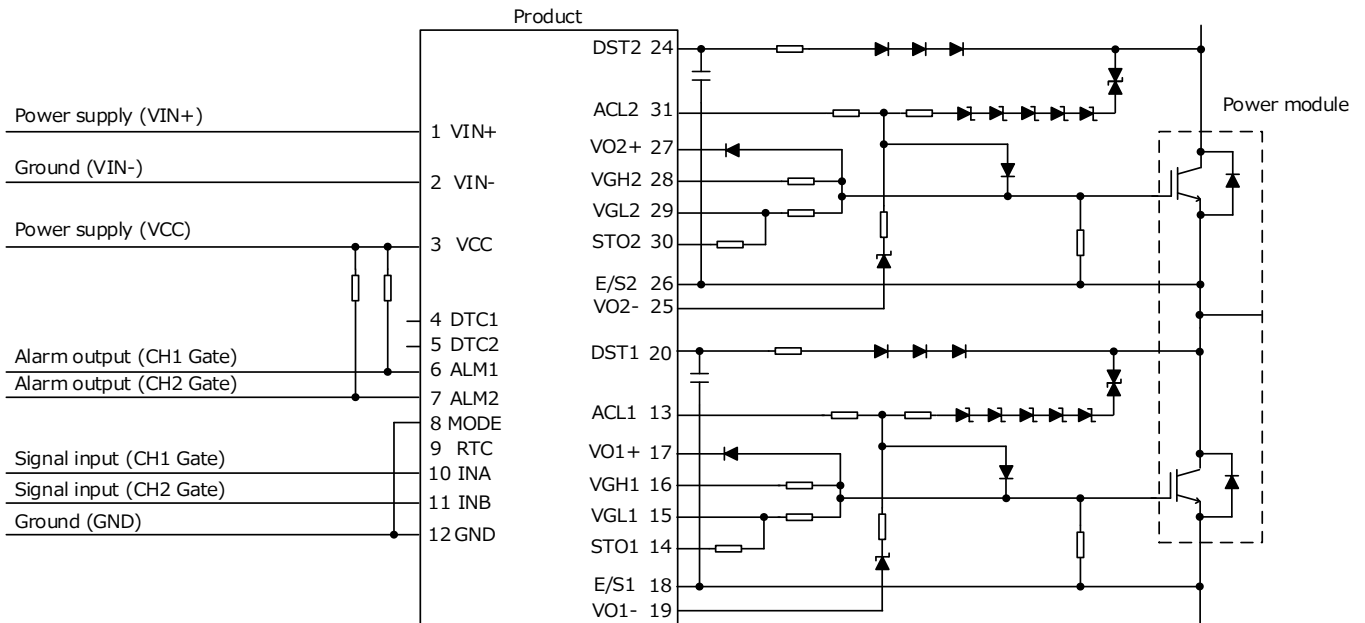 Product
Power supply (VIN+)
1 VIN+
Ground (VIN-)
2 VIN-
Power supply (VCC)
3 VCC
4 DTC1
5 DTC2
Alarm output (CH1 Gate)
6 ALM1
Alarm output (CH2 Gate)
7 ALM2
8 MODE
9 RTC
Signal input (CH1 Gate)
10 INA
Signal input (CH2 Gate)
11 INB
Ground (GND)
12 GND
DST2 24
ACL2 31
VO2+ 27
VGH2 28
VGL2 29
STO2 30
E/S2 26
VO2- 25
DST1 20
ACL1 13
VO1+ 17
VGH1 16
VGL1 15
STO1 14
E/S1 18
VO1- 19
Power module